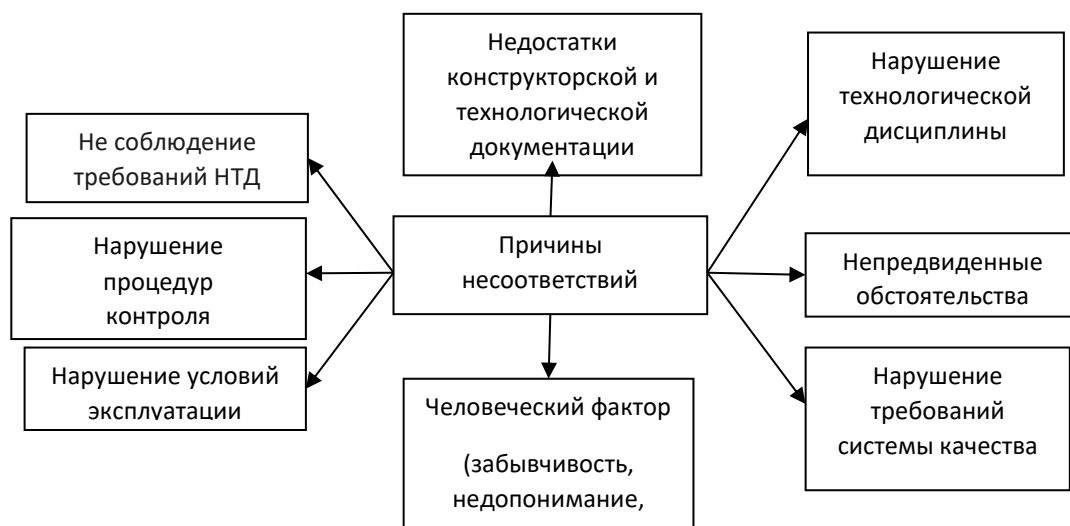 Недостатки
конструкторской и
технологической
документации
Нарушение
технологической
дисциплины
Не соблюдение
требований НТД
Нарушение
процедур
контроля
Причины
несоответствий
Непредвиденные
обстоятельства
Нарушение условий
эксплуатации
Человеческий фактор
(забывчивость,
недопонимание,
Нарушение
требований
системы качества